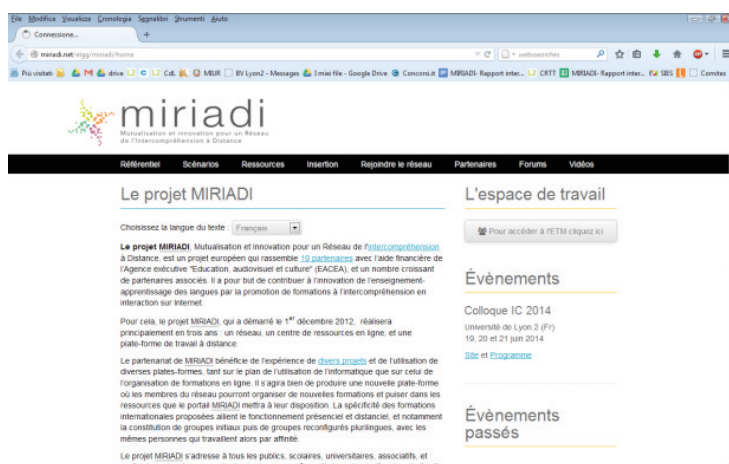 File Modifica Visualizza Cronologia Segnalibri Strumenti Aiuto
Connessione...
miriadi.net/elgg/miriadi/home
websearches
Più visitati drive CdL MIUR BV Lyon2 - Messages I miei file - Google Drive Conconi.it MIRIADI- Rapport inter... CRTT MIRIADI- Rapport inter... SIES Comites
miriadi
Mutualisation et innovation pour un Réseau
de l'Intercompréhension à Distance
Référentiel Scénarios Ressources Insertion Rejoindre le réseau Partenaires Forums Vidéos
Le projet MIRIADI
Choisissez la langue du texte : Français
Le projet MIRIADI, Mutualisation et Innovation pour un Réseau de l'Intercompréhension
à Distance, est un projet européen qui rassemble 19 partenaires avec l'aide financière de
l'Agence exécutive "Education, audiovisuel et culture" (EACEA), et un nombre croissant
de partenaires associés. Il a pour but de contribuer à l'innovation de l'enseignement-
apprentissage des langues par la promotion de formations à l'intercompréhension en
interaction sur Internet.
Pour cela, le projet MIRIADI, qui a démarré le 1er décembre 2012, réalisera
principalement en trois ans : un réseau, un centre de ressources en ligne, et une
plate-forme de travail à distance.
Le partenariat de MIRIADI bénéficie de l'expérience de divers projets et de l'utilisation de
diverses plates-formes, tant sur le plan de l'utilisation de l'informatique que sur celui de
l'organisation de formations en ligne. Il s'agira bien de produire une nouvelle plate-forme
où les membres du réseau pourront organiser de nouvelles formations et puiser dans les
ressources que le portail MIRIADI mettra à leur disposition. La spécificité des formations
internationales proposées allient le fonctionnement présenciel et distanciel, et notamment
la constitution de groupes initiaux puis de groupes reconfigurés plurilingues, avec les
mêmes personnes qui travaillent alors par affinité.
Le projet MIRIADI s'adresse à tous les publics, scolaires, universitaires, associatifs, et
L'espace de travail
Pour accéder à l'ETM cliquez ici
Évènements
Colloque IC 2014
Université de Lyon 2 (Fr)
19, 20 et 21 juin 2014
Site et Programme
Évènements
passés